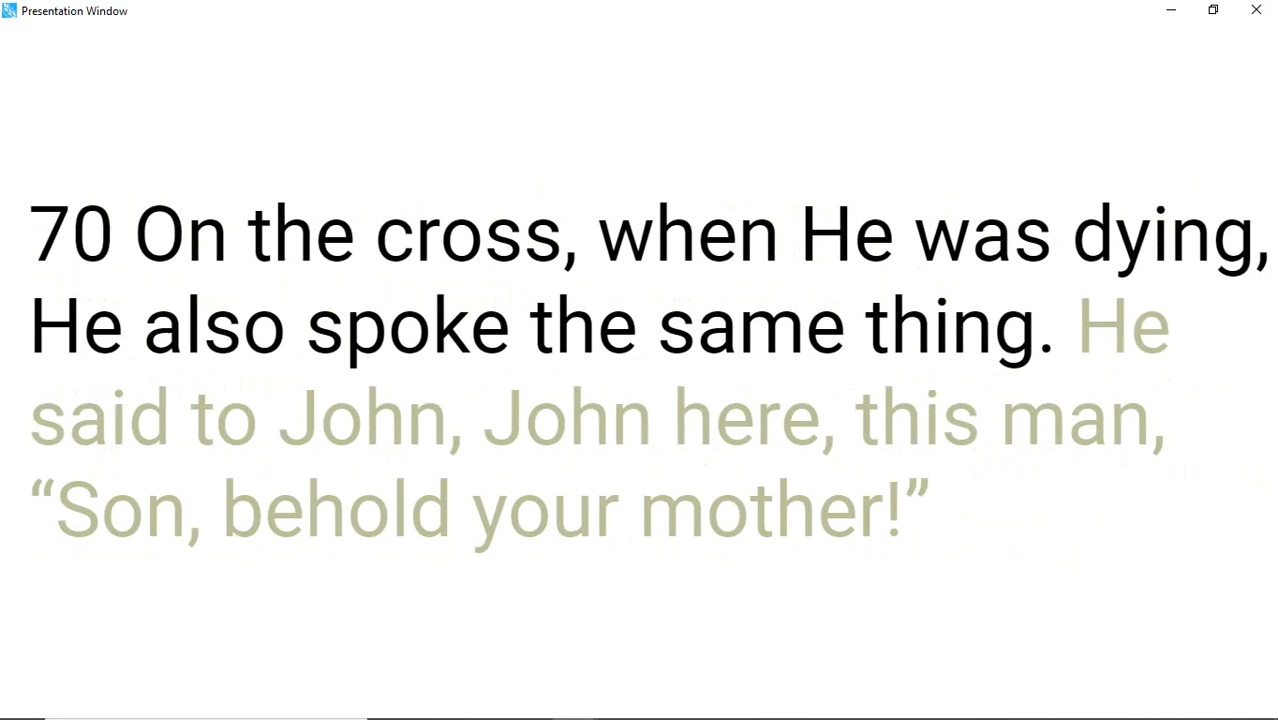 Presentation Window
70 On the cross, when He was dying,
He also spoke the same thing. He
said to John, John here, this man,
“Son, behold your mother!”